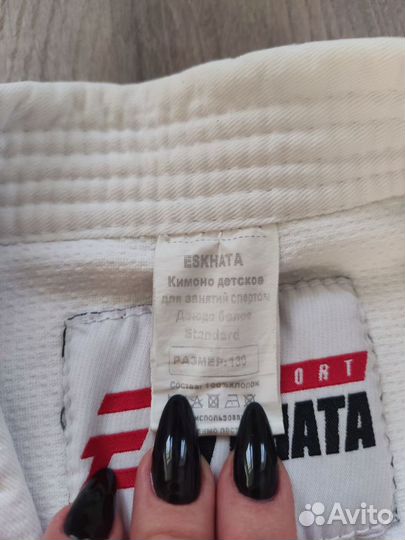 ESKHATA
Кимоно детское
для занятий спортом
Дзюдо белое
Standard
РАЗМЕР:130
Состав: 100%хлопок
ORT
HATA
Avito